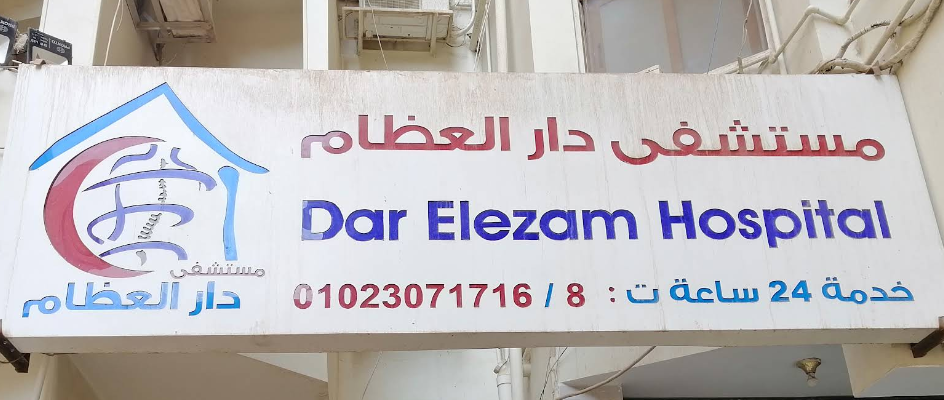 مستشفى دار العظام
Dar Elezam Hospital
خدمة 24 ساعة ت : 8 / 01023071716
مستشفى
دار العظام